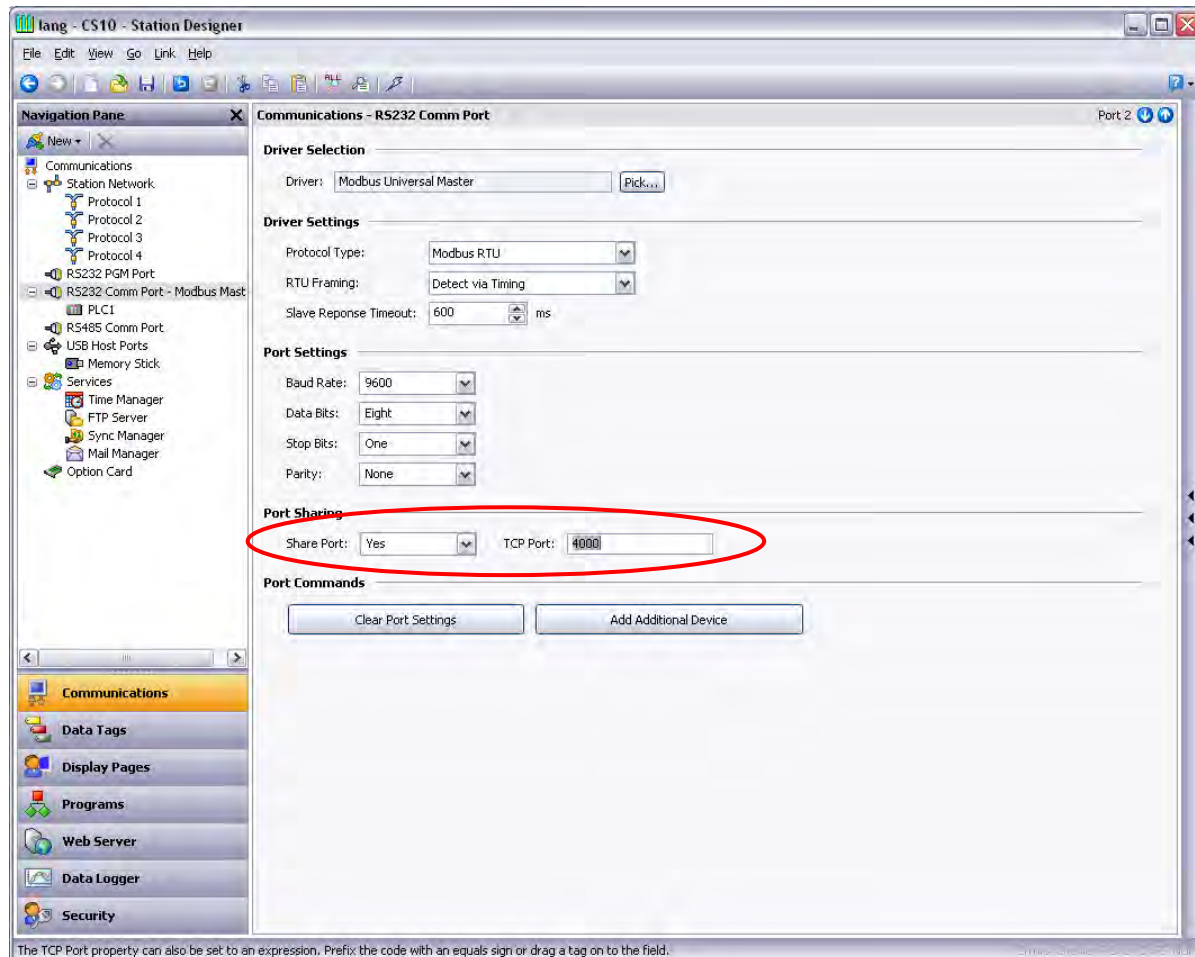 lang - CS10 - Station Designer
File Edit View Go Link Help
ALL
Navigation Pane
Communications - RS232 Comm Port
Port 2
New
Communications
Station Network
Protocol 1
Protocol 2
Protocol 3
Protocol 4
RS232 PGM Port
RS232 Comm Port - Modbus Mast
PLC1
RS485 Comm Port
USB Host Ports
Memory Stick
Services
Time Manager
FTP Server
Sync Manager
Mail Manager
Option Card
Driver Selection
Driver: Modbus Universal Master Pick...
Driver Settings
Protocol Type: Modbus RTU
RTU Framing: Detect via Timing
Slave Reponse Timeout: 600 ms
Port Settings
Baud Rate: 9600
Data Bits: Eight
Stop Bits: One
Parity: None
Port Sharing
Share Port: Yes TCP Port: 4000
Port Commands
Clear Port Settings Add Additional Device
Communications
Data Tags
Display Pages
Programs
Web Server
Data Logger
Security
The TCP Port property can also be set to an expression. Prefix the code with an equals sign or drag a tag on to the field.